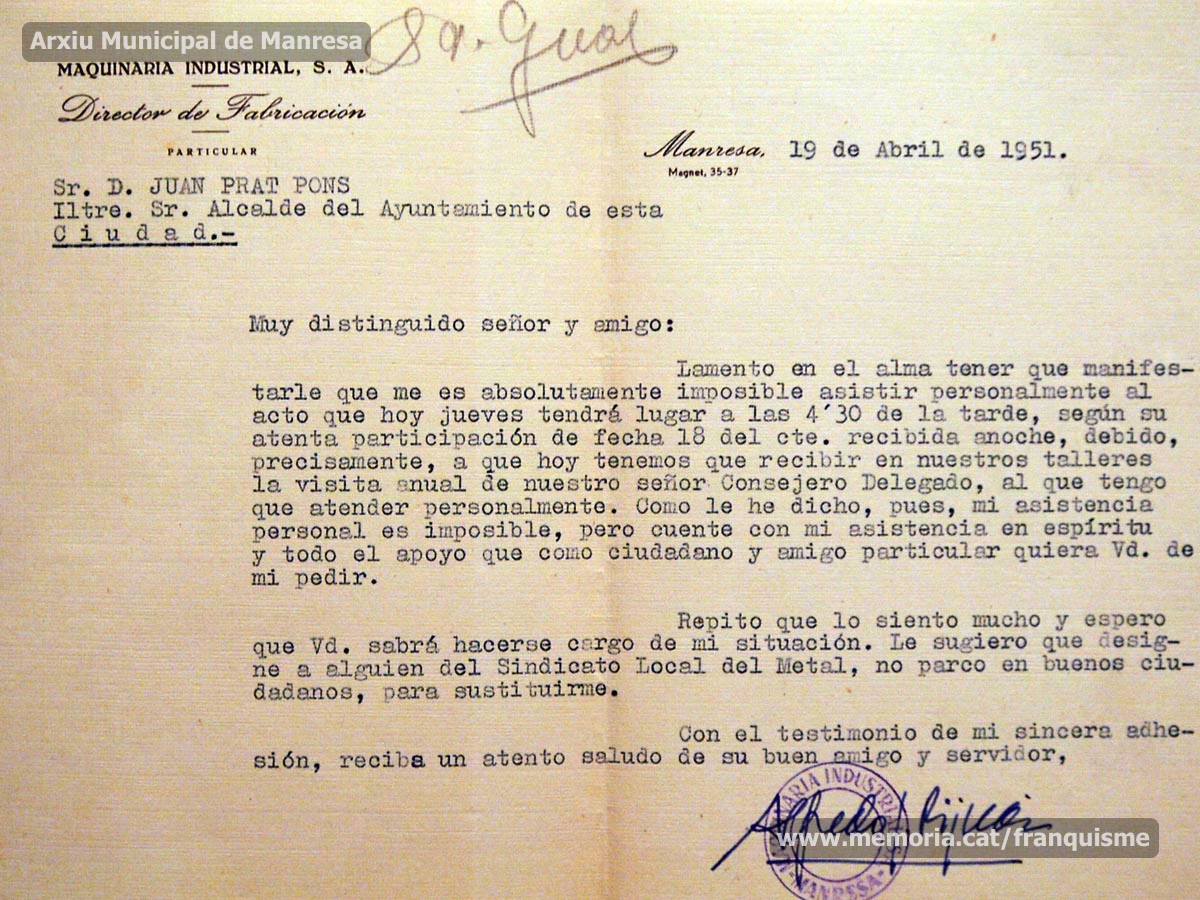 Arxiu Municipal de Manresa
Sr. Gual
MAQUINARIA INDUSTRIAL, S. A.
Director de Fabricación
PARTICULAR
Manresa, 19 de Abril de 1951.
Magnet, 35-37
Sr. D. JUAN PRAT PONS
Iltre. Sr. Alcalde del Ayuntamiento de esta
C i u d a d.-
Muy distinguido señor y amigo:
Lamento en el alma tener que manifes-
tarle que me es absolutamente imposible asistir personalmente al
acto que hoy jueves tendrá lugar a las 4'30 de la tarde, según su
atenta participación de fecha 18 del cte. recibida anoche, debido,
precisamente, a que hoy tenemos que recibir en nuestros talleres
la visita anual de nuestro señor Consejero Delegado, al que tengo
que atender personalmente. Como le he dicho, pues, mi asistencia
personal es imposible, pero cuente con mi asistencia en espíritu
y todo el apoyo que como ciudadano y amigo particular quiera Vd. de
mi pedir.
Repito que lo siento mucho y espero
que Vd. sabrá hacerse cargo de mi situación. Le sugiero que desig-
ne a alguien del Sindicato Local del Metal, no parco en buenos ciu-
dadanos, para sustituirme.
Con el testimonio de mi sincera adhe-
sión, reciba un atento saludo de su buen amigo y servidor,
MAQUINARIA INDUSTRIAL, S.A.
Alfredo
www.memoria.cat/franquisme
-MANRESA-